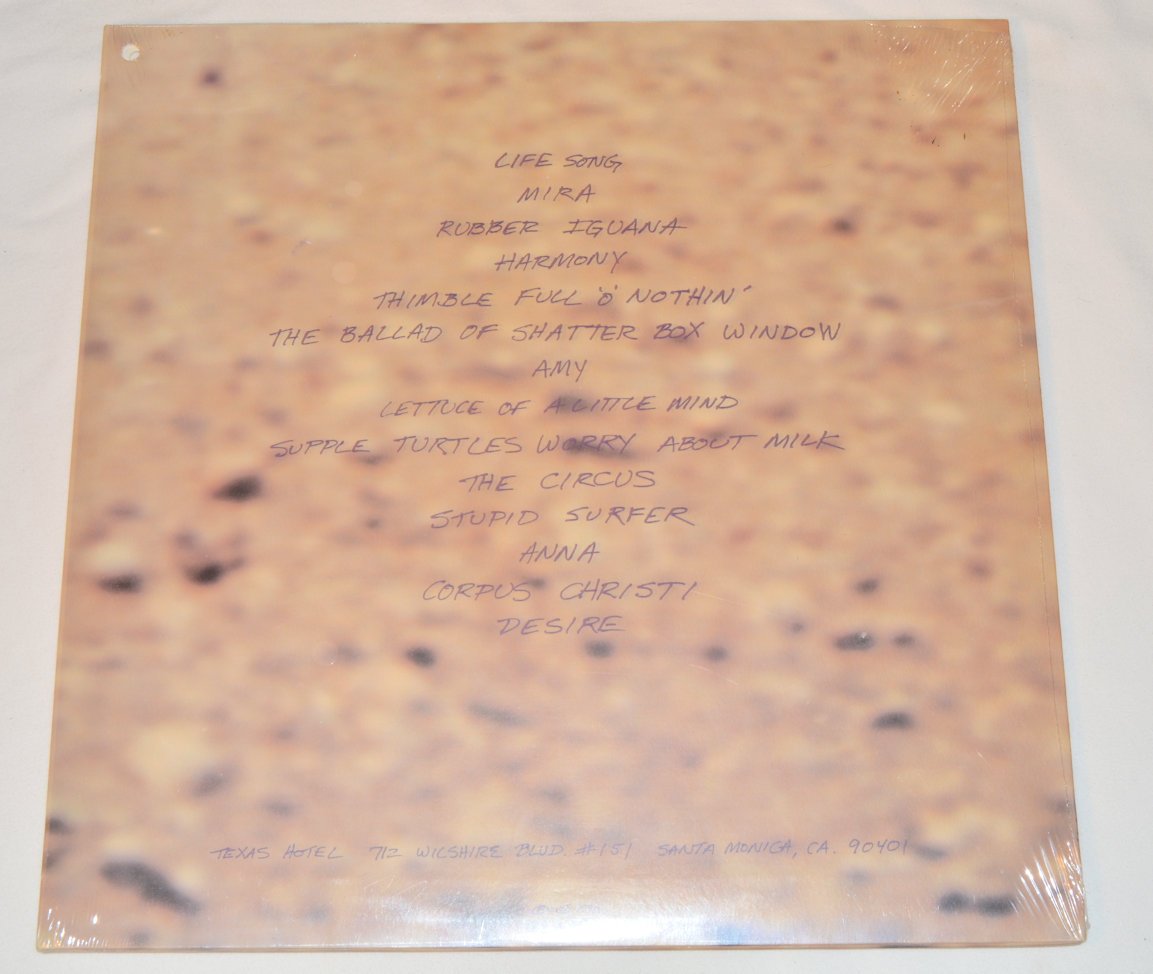 LIFE SONG
MIRA
RUBBER IGUANA
HARMONY
THIMBLE FULL 'O' NOTHIN'
THE BALLAD OF SHATTER BOX WINDOW
AMY
LETTUCE OF A LITTLE MIND
SUPPLE TURTLES WORRY ABOUT MILK
THE CIRCUS
STUPID SURFER
ANNA
CORPUS CHRISTI
DESIRE
TEXAS HOTEL 712 WILSHIRE BLVD. #151 SANTA MONICA, CA. 90401